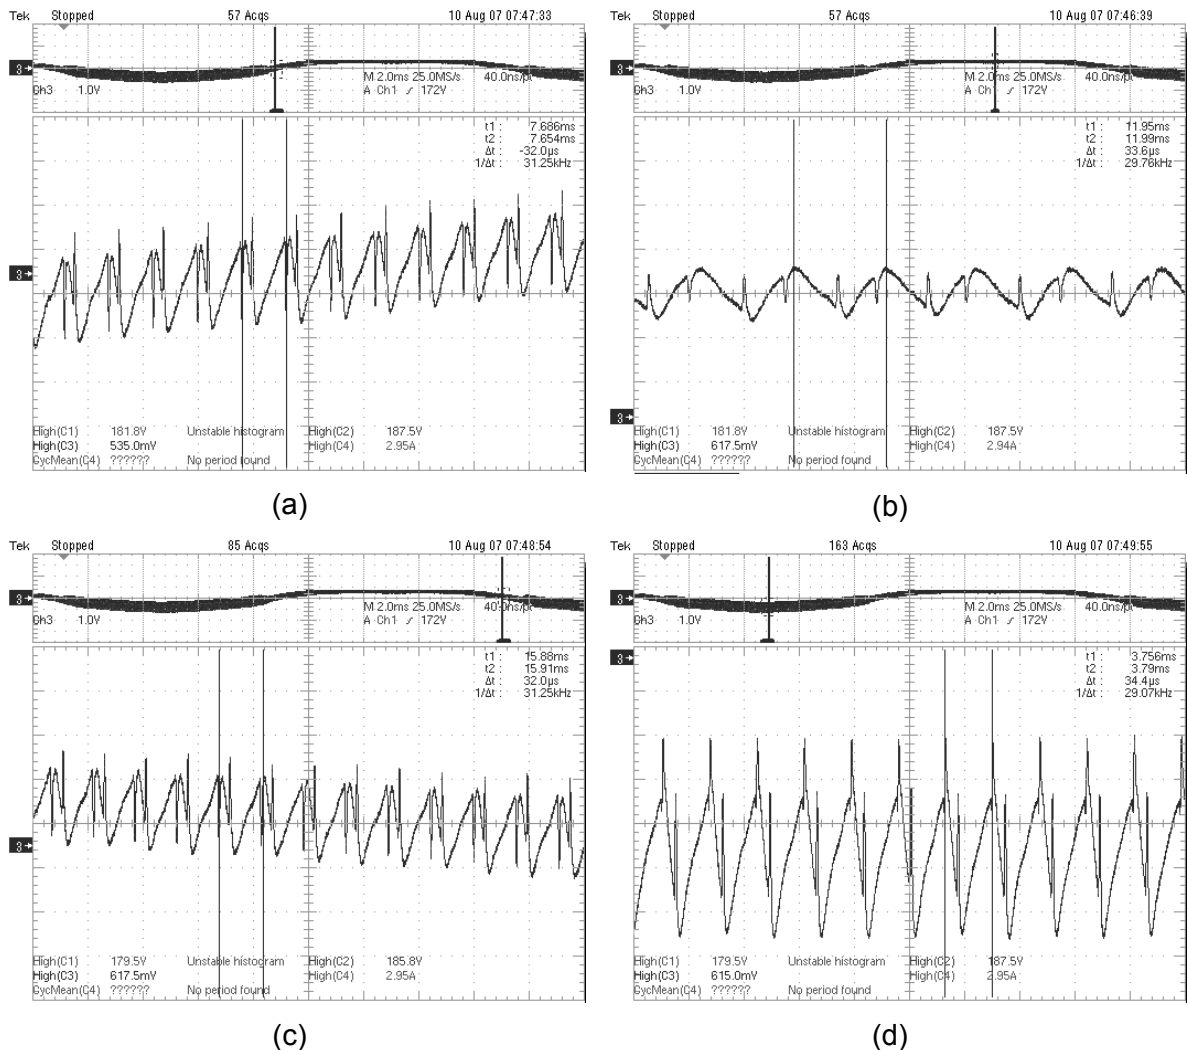 Tek Stopped 57 Acqs 10 Aug 07 07:47:33
3
M 2.0ms 25.0MS/s 40.0ns/pt
Ch3 1.0V A Ch1 172V
t1 : 7.686ms
t2 : 7.654ms
Δt : -32.0µs
1/Δt : 31.25kHz
3
High(C1) 181.8V Unstable histogram High(C2) 187.5V
High(C3) 535.0mV High(C4) 2.95A
CycMean(C4) ?????? No period found
(a)
Tek Stopped 57 Acqs 10 Aug 07 07:46:39
3
M 2.0ms 25.0MS/s 40.0ns/pt
Ch3 1.0V A Ch1 172V
t1 : 11.95ms
t2 : 11.99ms
Δt : 33.6µs
1/Δt : 29.76kHz
3
High(C1) 181.8V Unstable histogram High(C2) 187.5V
High(C3) 617.5mV High(C4) 2.94A
CycMean(C4) ?????? No period found
(b)
Tek Stopped 85 Acqs 10 Aug 07 07:48:54
3
M 2.0ms 25.0MS/s 40.0ns/pt
Ch3 1.0V A Ch1 172V
t1 : 15.88ms
t2 : 15.91ms
Δt : 32.0µs
1/Δt : 31.25kHz
3
High(C1) 179.5V Unstable histogram High(C2) 185.8V
High(C3) 617.5mV High(C4) 2.95A
CycMean(C4) ?????? No period found
(c)
Tek Stopped 163 Acqs 10 Aug 07 07:49:55
3
M 2.0ms 25.0MS/s 40.0ns/pt
Ch3 1.0V A Ch1 172V
3
t1 : 3.756ms
t2 : 3.79ms
Δt : 34.4µs
1/Δt : 29.07kHz
High(C1) 179.5V Unstable histogram High(C2) 187.5V
High(C3) 615.0mV High(C4) 2.95A
CycMean(C4) ?????? No period found
(d)